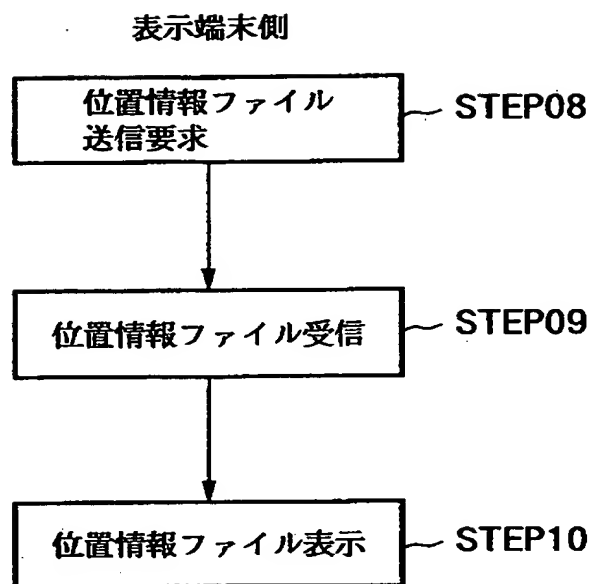 表示端末側
位置情報ファイル
送信要求
STEP08
位置情報ファイル受信
STEP09
位置情報ファイル表示
STEP10